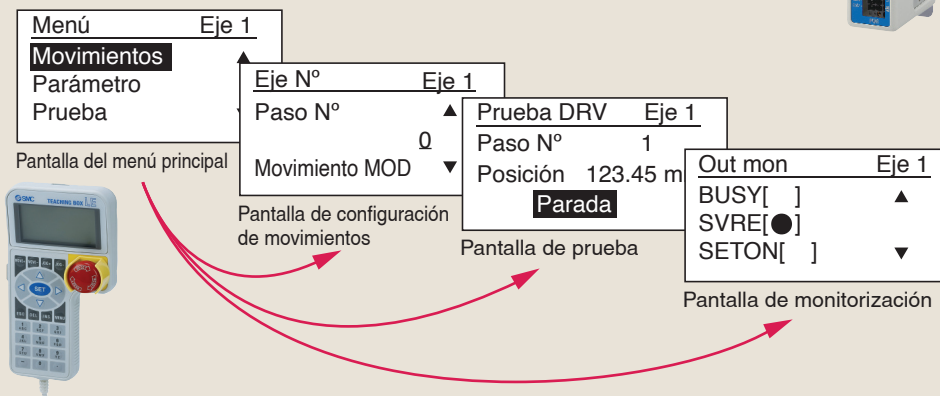 Menú Eje 1
Movimientos
Parámetro
Prueba
Pantalla del menú principal
Eje Nº Eje 1
Paso Nº
0
Movimiento MOD
Pantalla de configuración
de movimientos
Prueba DRV Eje 1
Paso Nº 1
Posición 123.45 m
Parada
Pantalla de prueba
Out mon Eje 1
BUSY[ ]
SVRE[●]
SETON[ ]
Pantalla de monitorización
SMC TEACHING BOX LE
SET
MENU